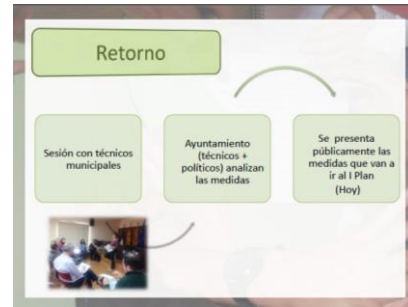 Retorno
Sesión con técnicos
municipales
Ayuntamiento
(técnicos +
políticos) analizan
las medidas
Se presenta
públicamente las
medidas que van a
ir al I Plan
(Hoy)